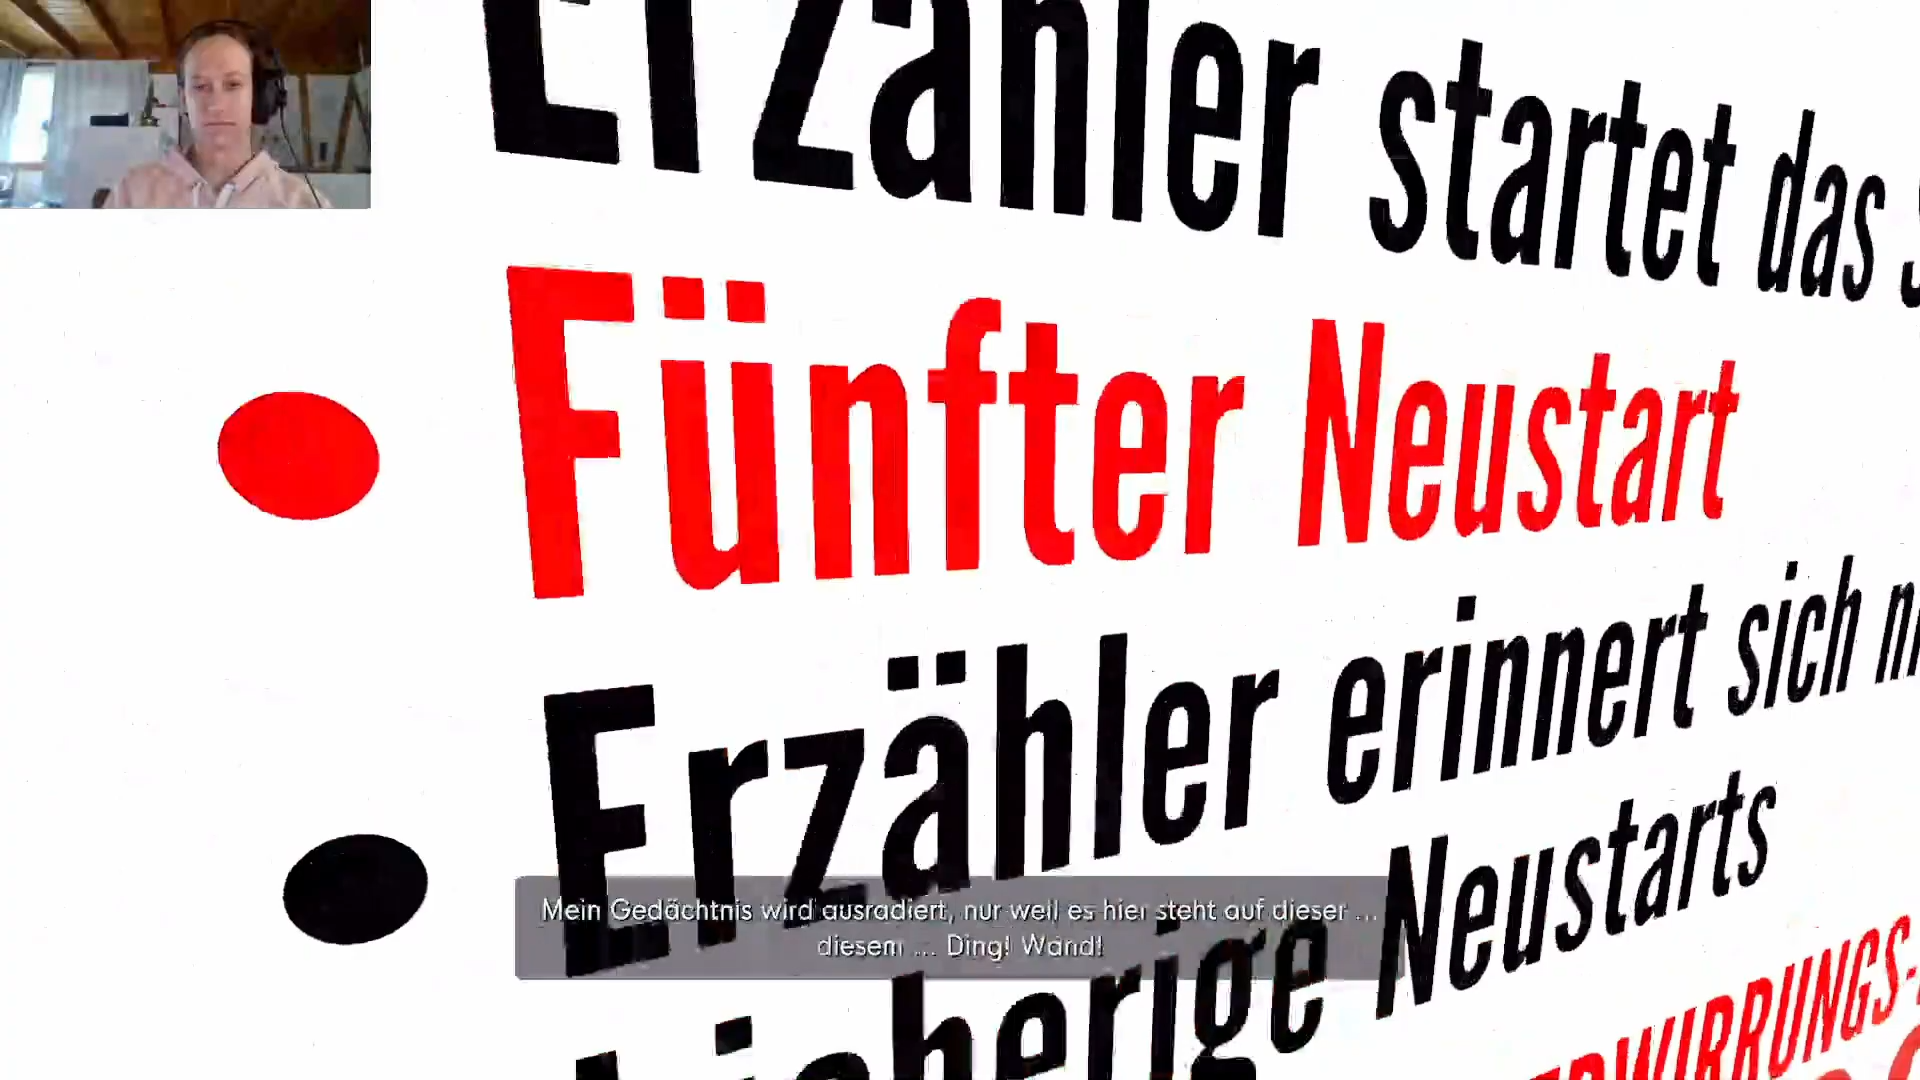 Erzähler startet das
Fünfter Neustart
Erzähler erinnert sich
bisherige Neustarts
Mein Gedächtnis wird ausradiert, nur weil es hier steht auf dieser ...
diesem ... Ding! Wand!